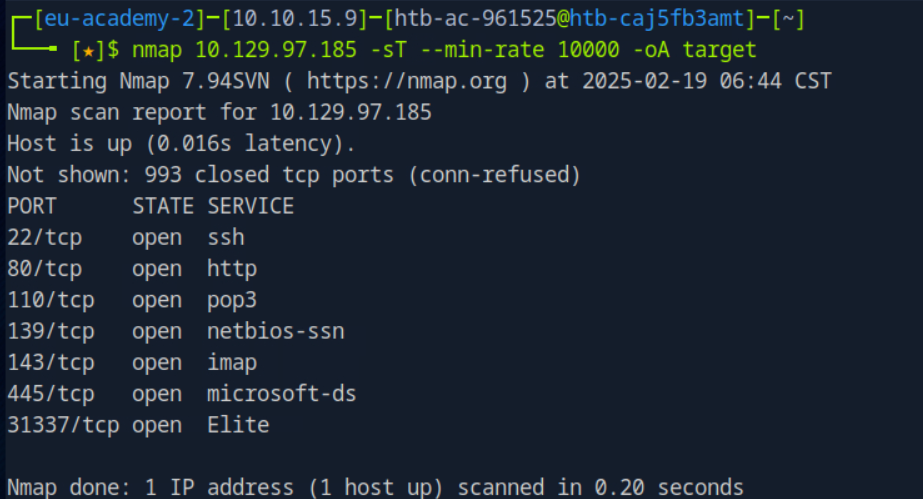 [eu-academy-2]─[10.10.15.9]─[htb-ac-961525@htb-caj5fb3amt]─[~]
[★]$ nmap 10.129.97.185 -sT --min-rate 10000 -oA target
Starting Nmap 7.94SVN ( https://nmap.org ) at 2025-02-19 06:44 CST
Nmap scan report for 10.129.97.185
Host is up (0.016s latency).
Not shown: 993 closed tcp ports (conn-refused)
PORT      STATE SERVICE
22/tcp    open  ssh
80/tcp    open  http
110/tcp   open  pop3
139/tcp   open  netbios-ssn
143/tcp   open  imap
445/tcp   open  microsoft-ds
31337/tcp open  Elite
Nmap done: 1 IP address (1 host up) scanned in 0.20 seconds